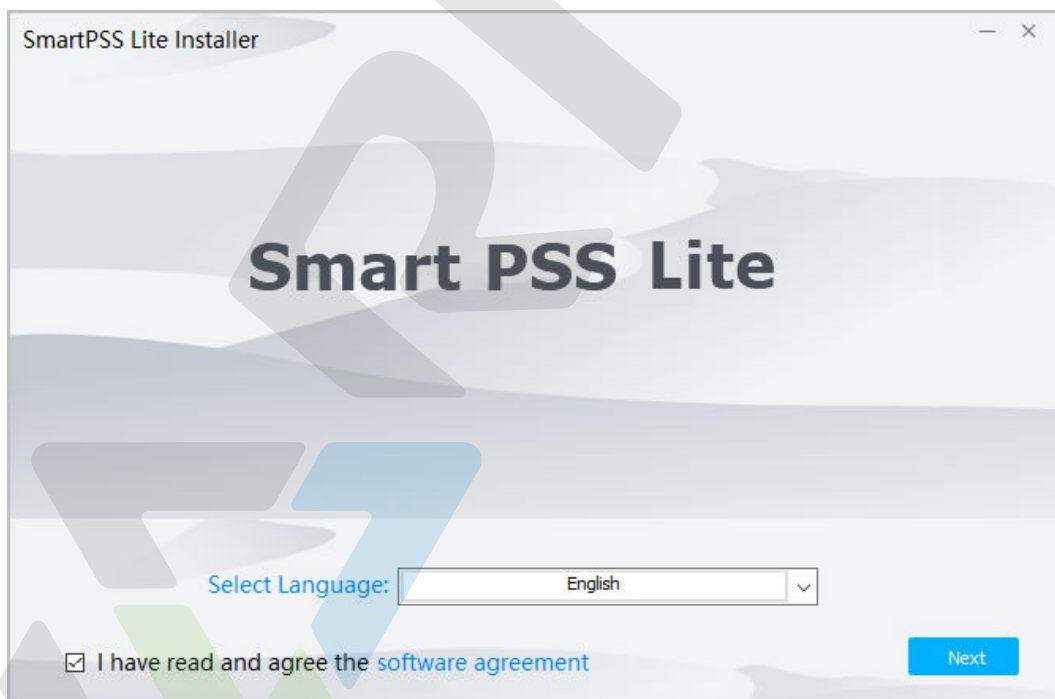 SmartPSS Lite Installer
Smart PSS Lite
Select Language: English
I have read and agree the software agreement
Next